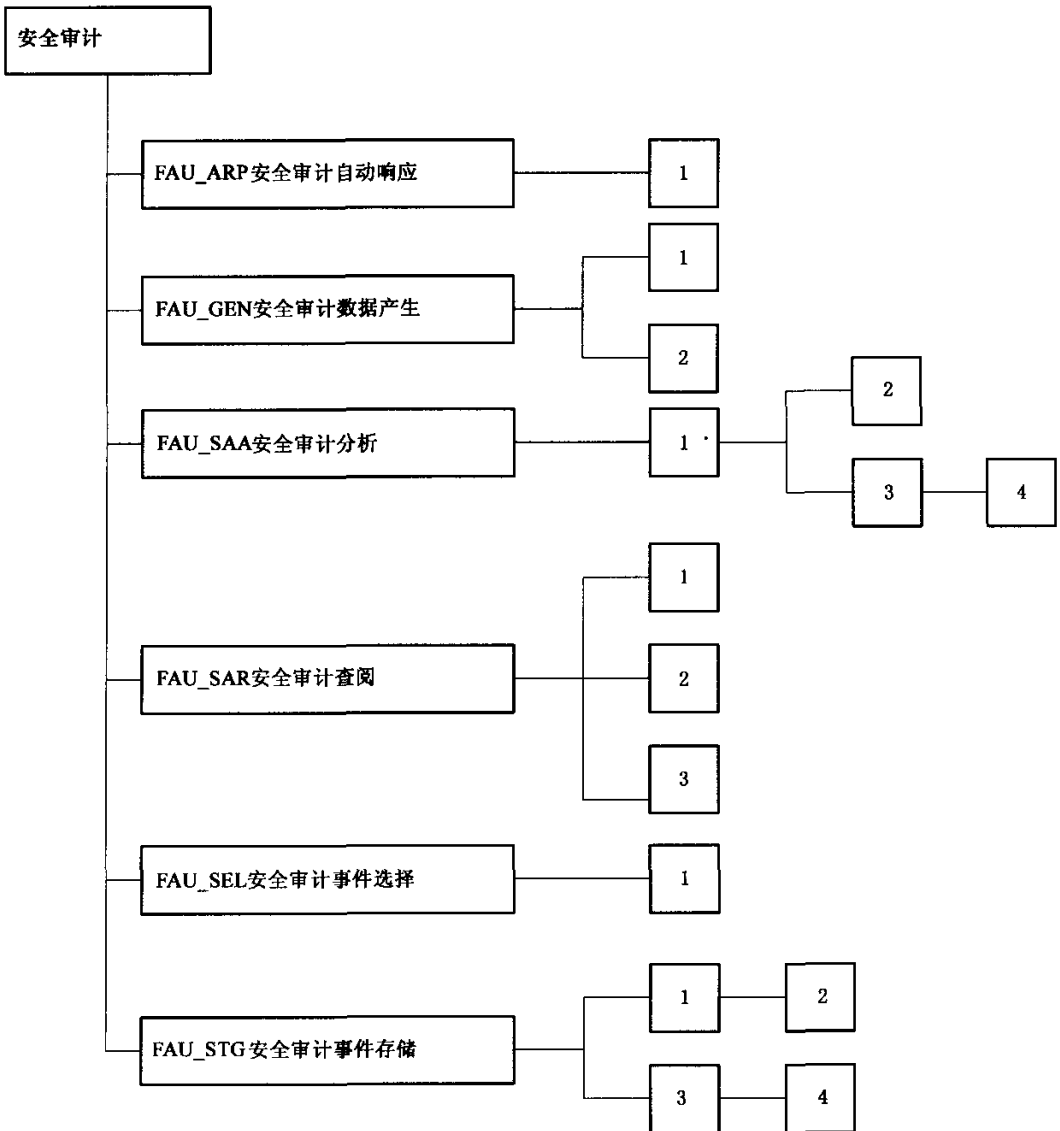 安全审计
FAU_ARP安全审计自动响应
1
1
FAU_GEN安全审计数据产生
2
2
FAU_SAA安全审计分析
1
3
4
1
FAU_SAR安全审计查阅
2
3
FAU_SEL安全审计事件选择
1
1
2
FAU_STG安全审计事件存储
3
4